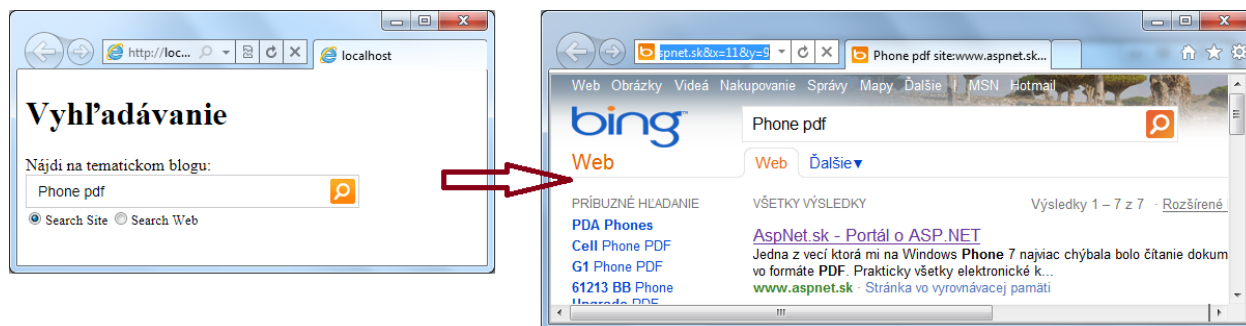 http://loc...
localhost
Vyhľadávanie
Nájdi na tematickom blogu:
Phone pdf
Search Site Search Web
spnet.sk&x=11&y=9
Phone pdf site:www.aspnet.sk...
Web Obrázky Videá Nakupovanie Správy Mapy Ďalšie | MSN Hotmail
bing™
Phone pdf
Web
Web Ďalšie
PRÍBUZNÉ HĽADANIE
PDA Phones
Cell Phone PDF
G1 Phone PDF
61213 BB Phone
Upgrade PDF
VŠETKY VÝSLEDKY Výsledky 1 – 7 z 7 · Rozšírené
AspNet.sk - Portál o ASP.NET
Jedna z vecí ktorá mi na Windows Phone 7 najviac chýbala bolo čítanie dokum
vo formáte PDF. Prakticky všetky elektronické k...
www.aspnet.sk · Stránka vo vyrovnávacej pamäti